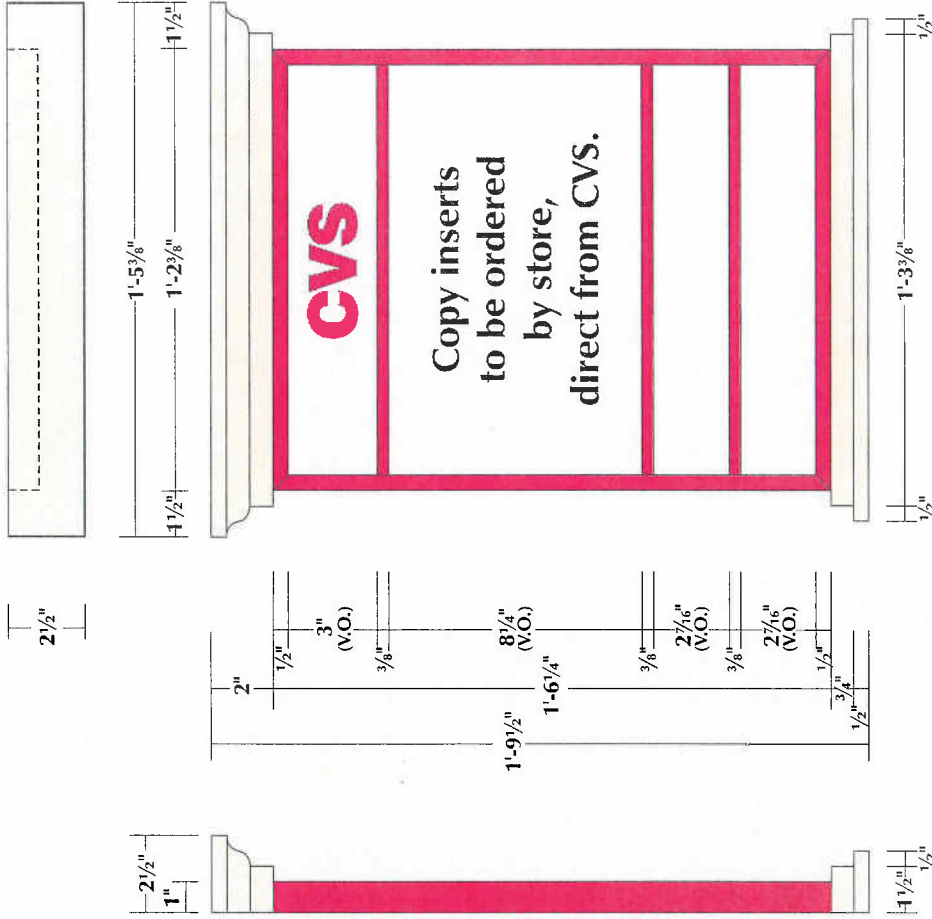 2½"
1½"
1'-5⅜"
1'-2⅜"
1½"
CVS
Copy inserts
to be ordered
by store,
direct from CVS.
½"
1'-3⅜"
½"
2"
½"
3"
(V.O.)
⅜"
8¼"
(V.O.)
⅜"
2⁷⁄₁₆"
(V.O.)
⅜"
2⁷⁄₁₆"
(V.O.)
½"
1'-6¼"
¾"
½"
1'-9½"
2½"
1"
1½"
½"